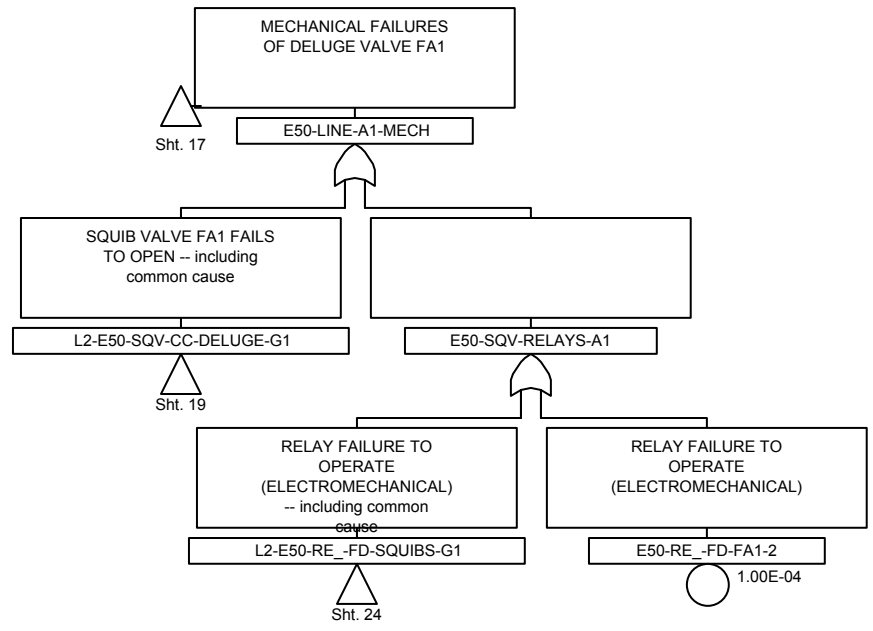 MECHANICAL FAILURES
OF DELUGE VALVE FA1
Sht. 17
E50-LINE-A1-MECH
SQUIB VALVE FA1 FAILS
TO OPEN -- including
common cause
L2-E50-SQV-CC-DELUGE-G1
Sht. 19
E50-SQV-RELAYS-A1
RELAY FAILURE TO
OPERATE
(ELECTROMECHANICAL)
-- including common
cause
L2-E50-RE_-FD-SQUIBS-G1
Sht. 24
RELAY FAILURE TO
OPERATE
(ELECTROMECHANICAL)
E50-RE_-FD-FA1-2
1.00E-04